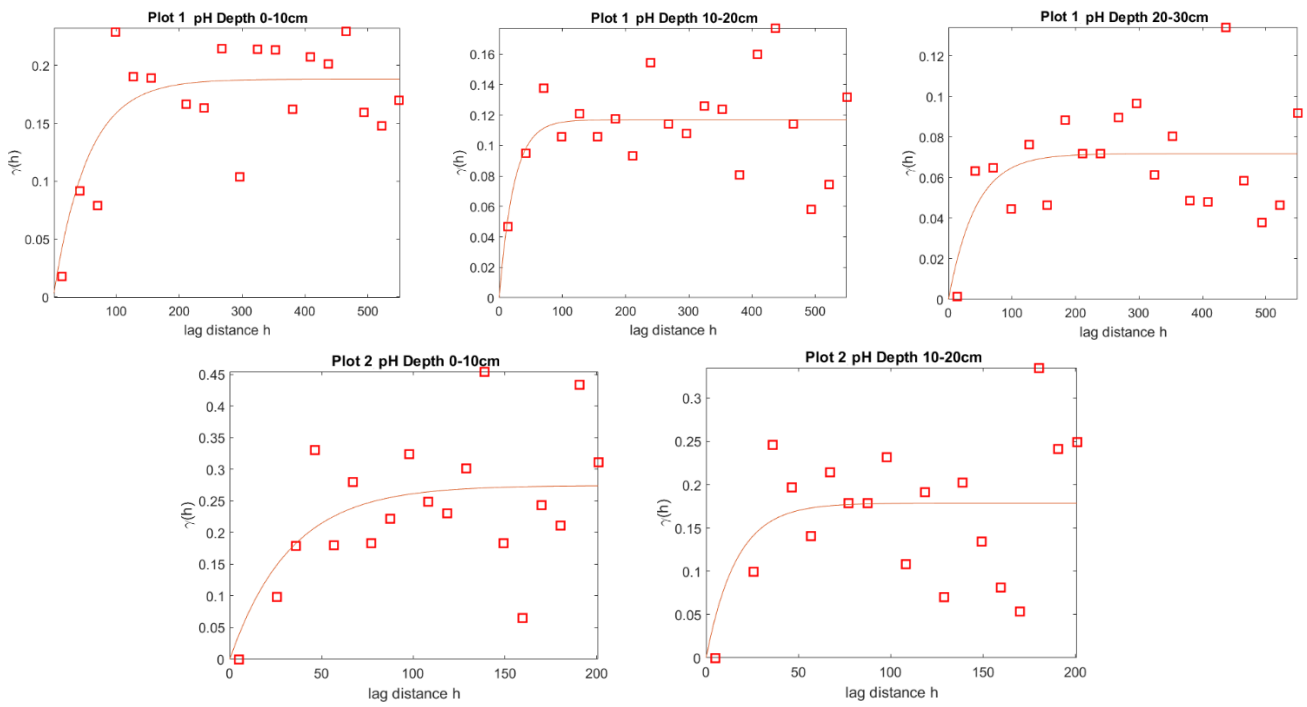 Plot 1 pH Depth 0-10cm
0.2
0.15
0.1
0.05
0
γ(h)
100 200 300 400 500
lag distance h
Plot 1 pH Depth 10-20cm
0.16
0.14
0.12
0.1
0.08
0.06
0.04
0.02
0
γ(h)
100 200 300 400 500
lag distance h
Plot 1 pH Depth 20-30cm
0.12
0.1
0.08
0.06
0.04
0.02
0
γ(h)
0 100 200 300 400 500
lag distance h
Plot 2 pH Depth 0-10cm
0.45
0.4
0.35
0.3
0.25
0.2
0.15
0.1
0.05
0
γ(h)
0 50 100 150 200
lag distance h
Plot 2 pH Depth 10-20cm
0.3
0.25
0.2
0.15
0.1
0.05
0
γ(h)
0 50 100 150 200
lag distance h